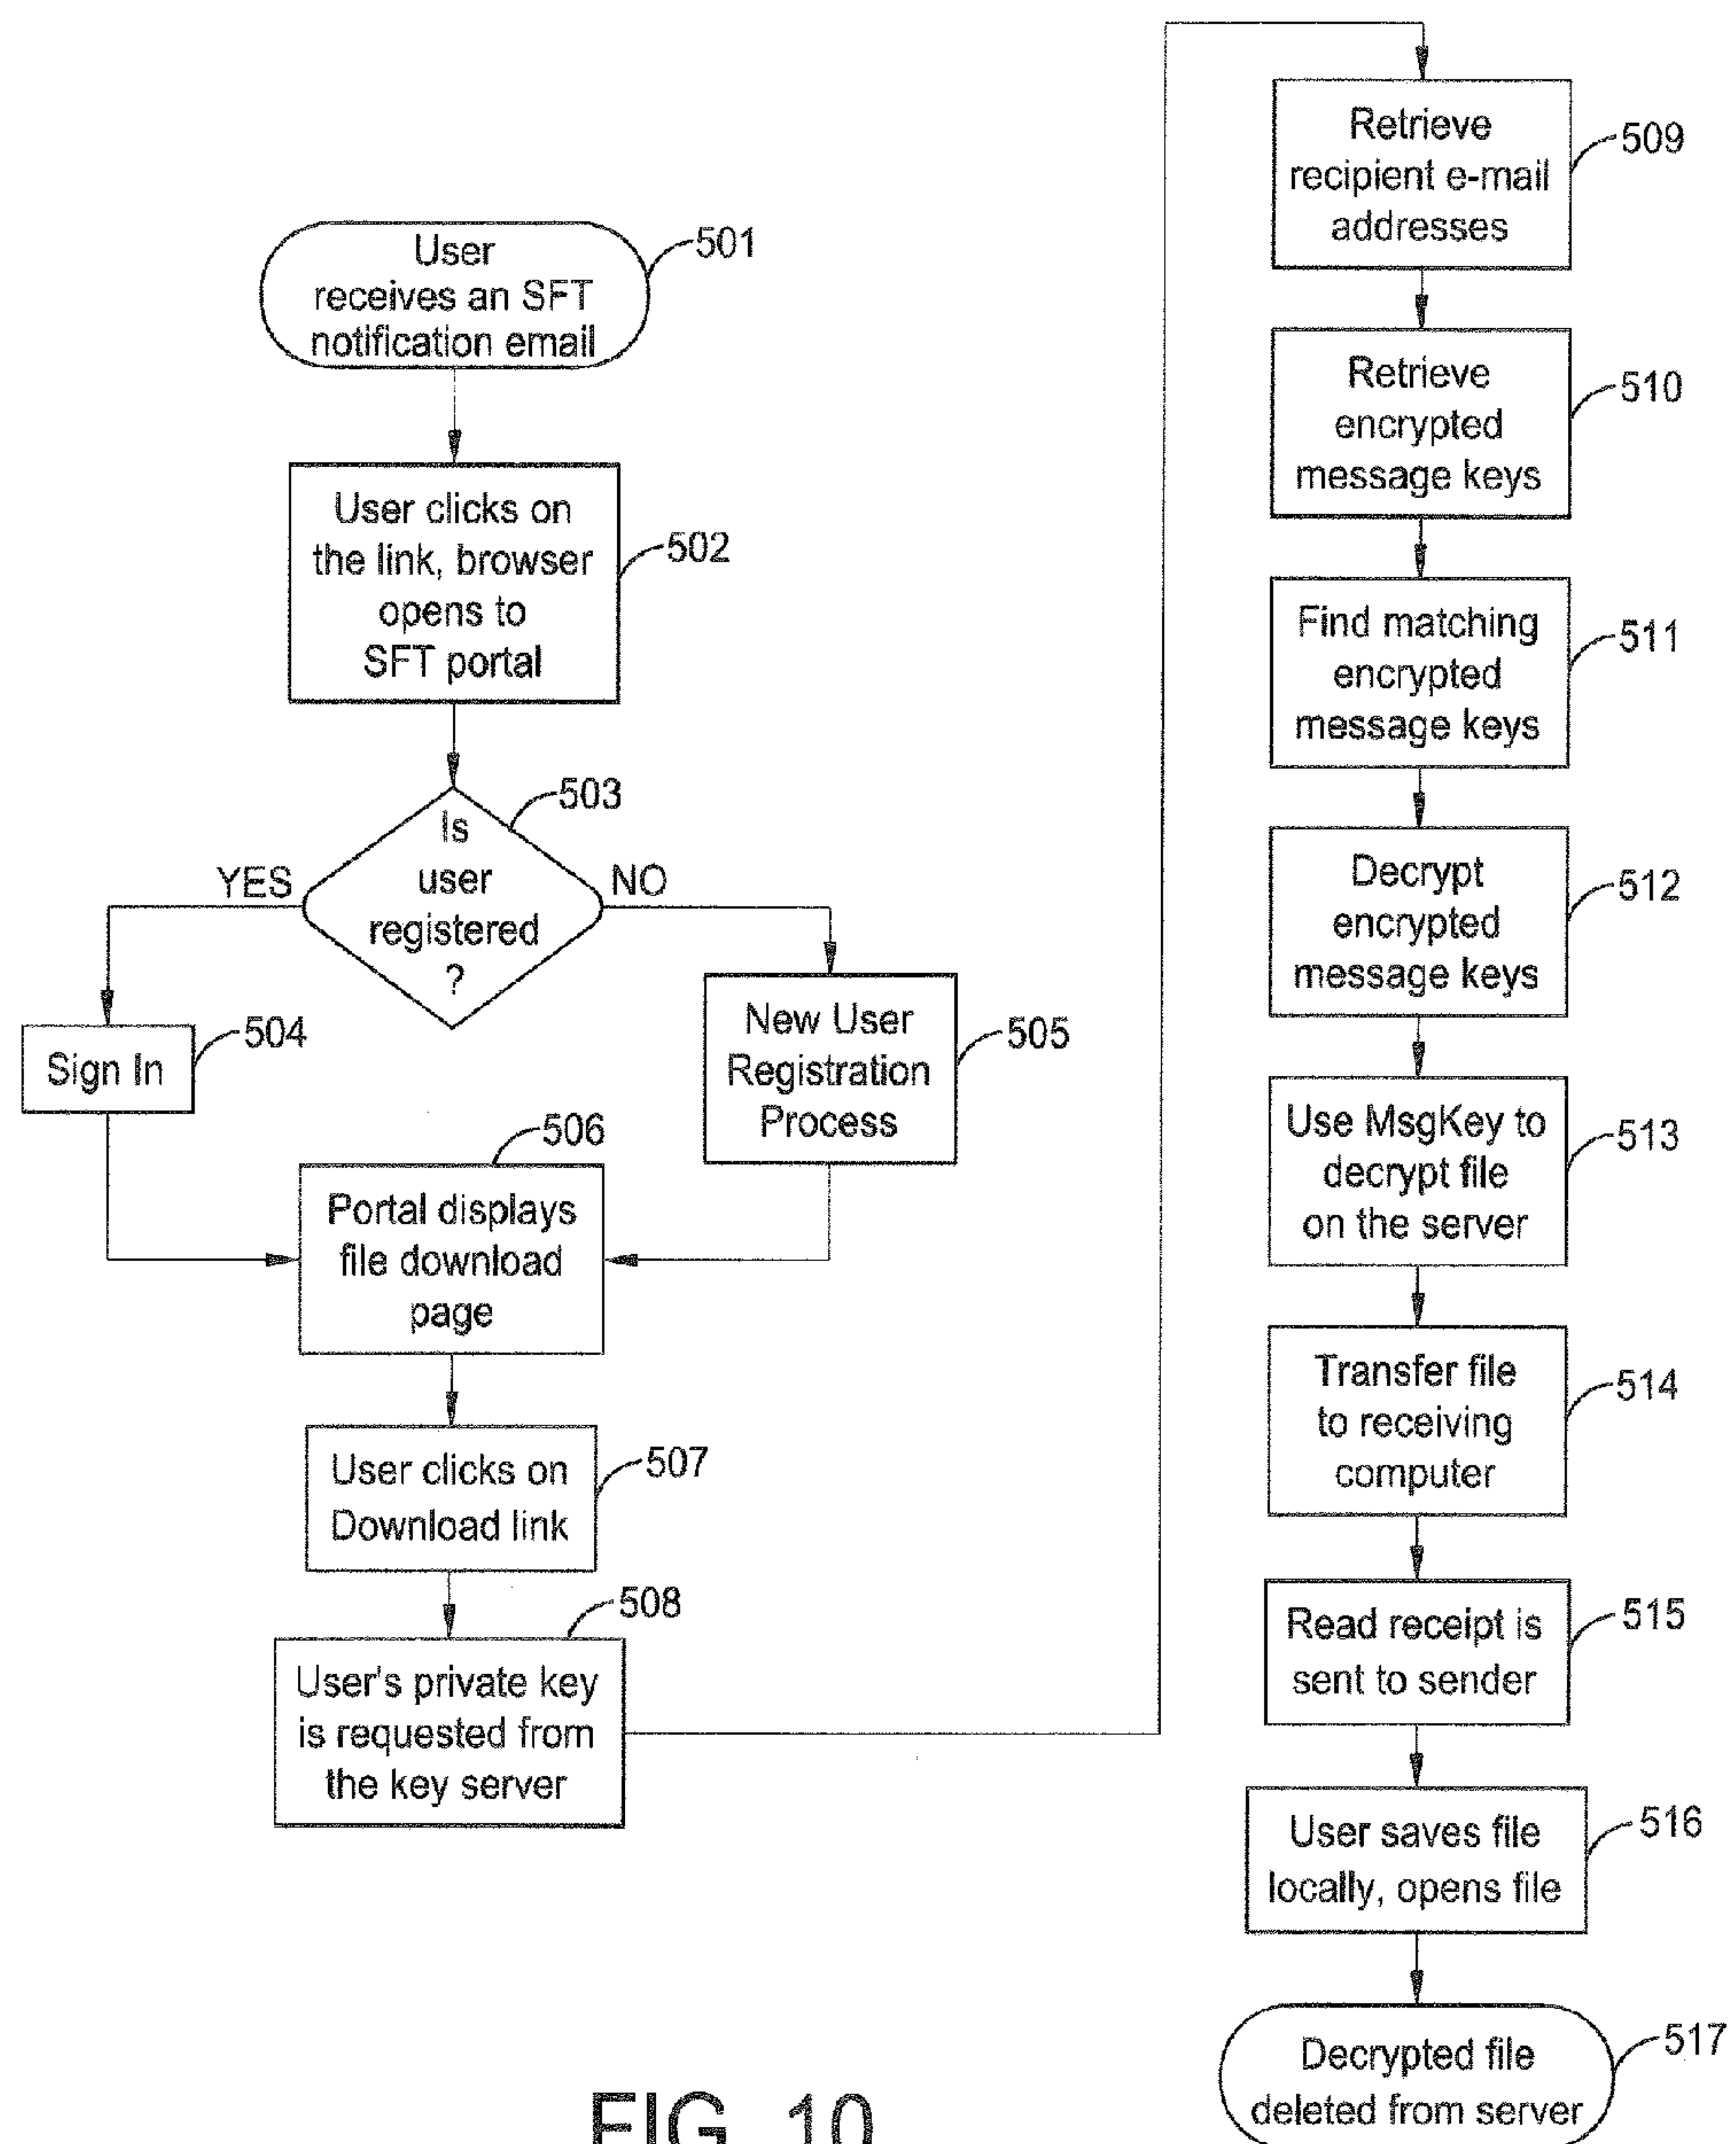 User
receives an SFT
notification email
501
User clicks on
the link, browser
opens to
SFT portal
502
503
Is
user
registered
?
YES
NO
Sign In
504
New User
Registration
Process
505
506
Portal displays
file download
page
User clicks on
Download link
507
508
User's private key
is requested from
the key server
Retrieve
recipient e-mail
addresses
509
Retrieve
encrypted
message keys
510
Find matching
encrypted
message keys
511
Decrypt
encrypted
message keys
512
Use MsgKey to
decrypt file
on the server
513
Transfer file
to receiving
computer
514
Read receipt is
sent to sender
515
User saves file
locally, opens file
516
Decrypted file
deleted from server
517
FIG. 10